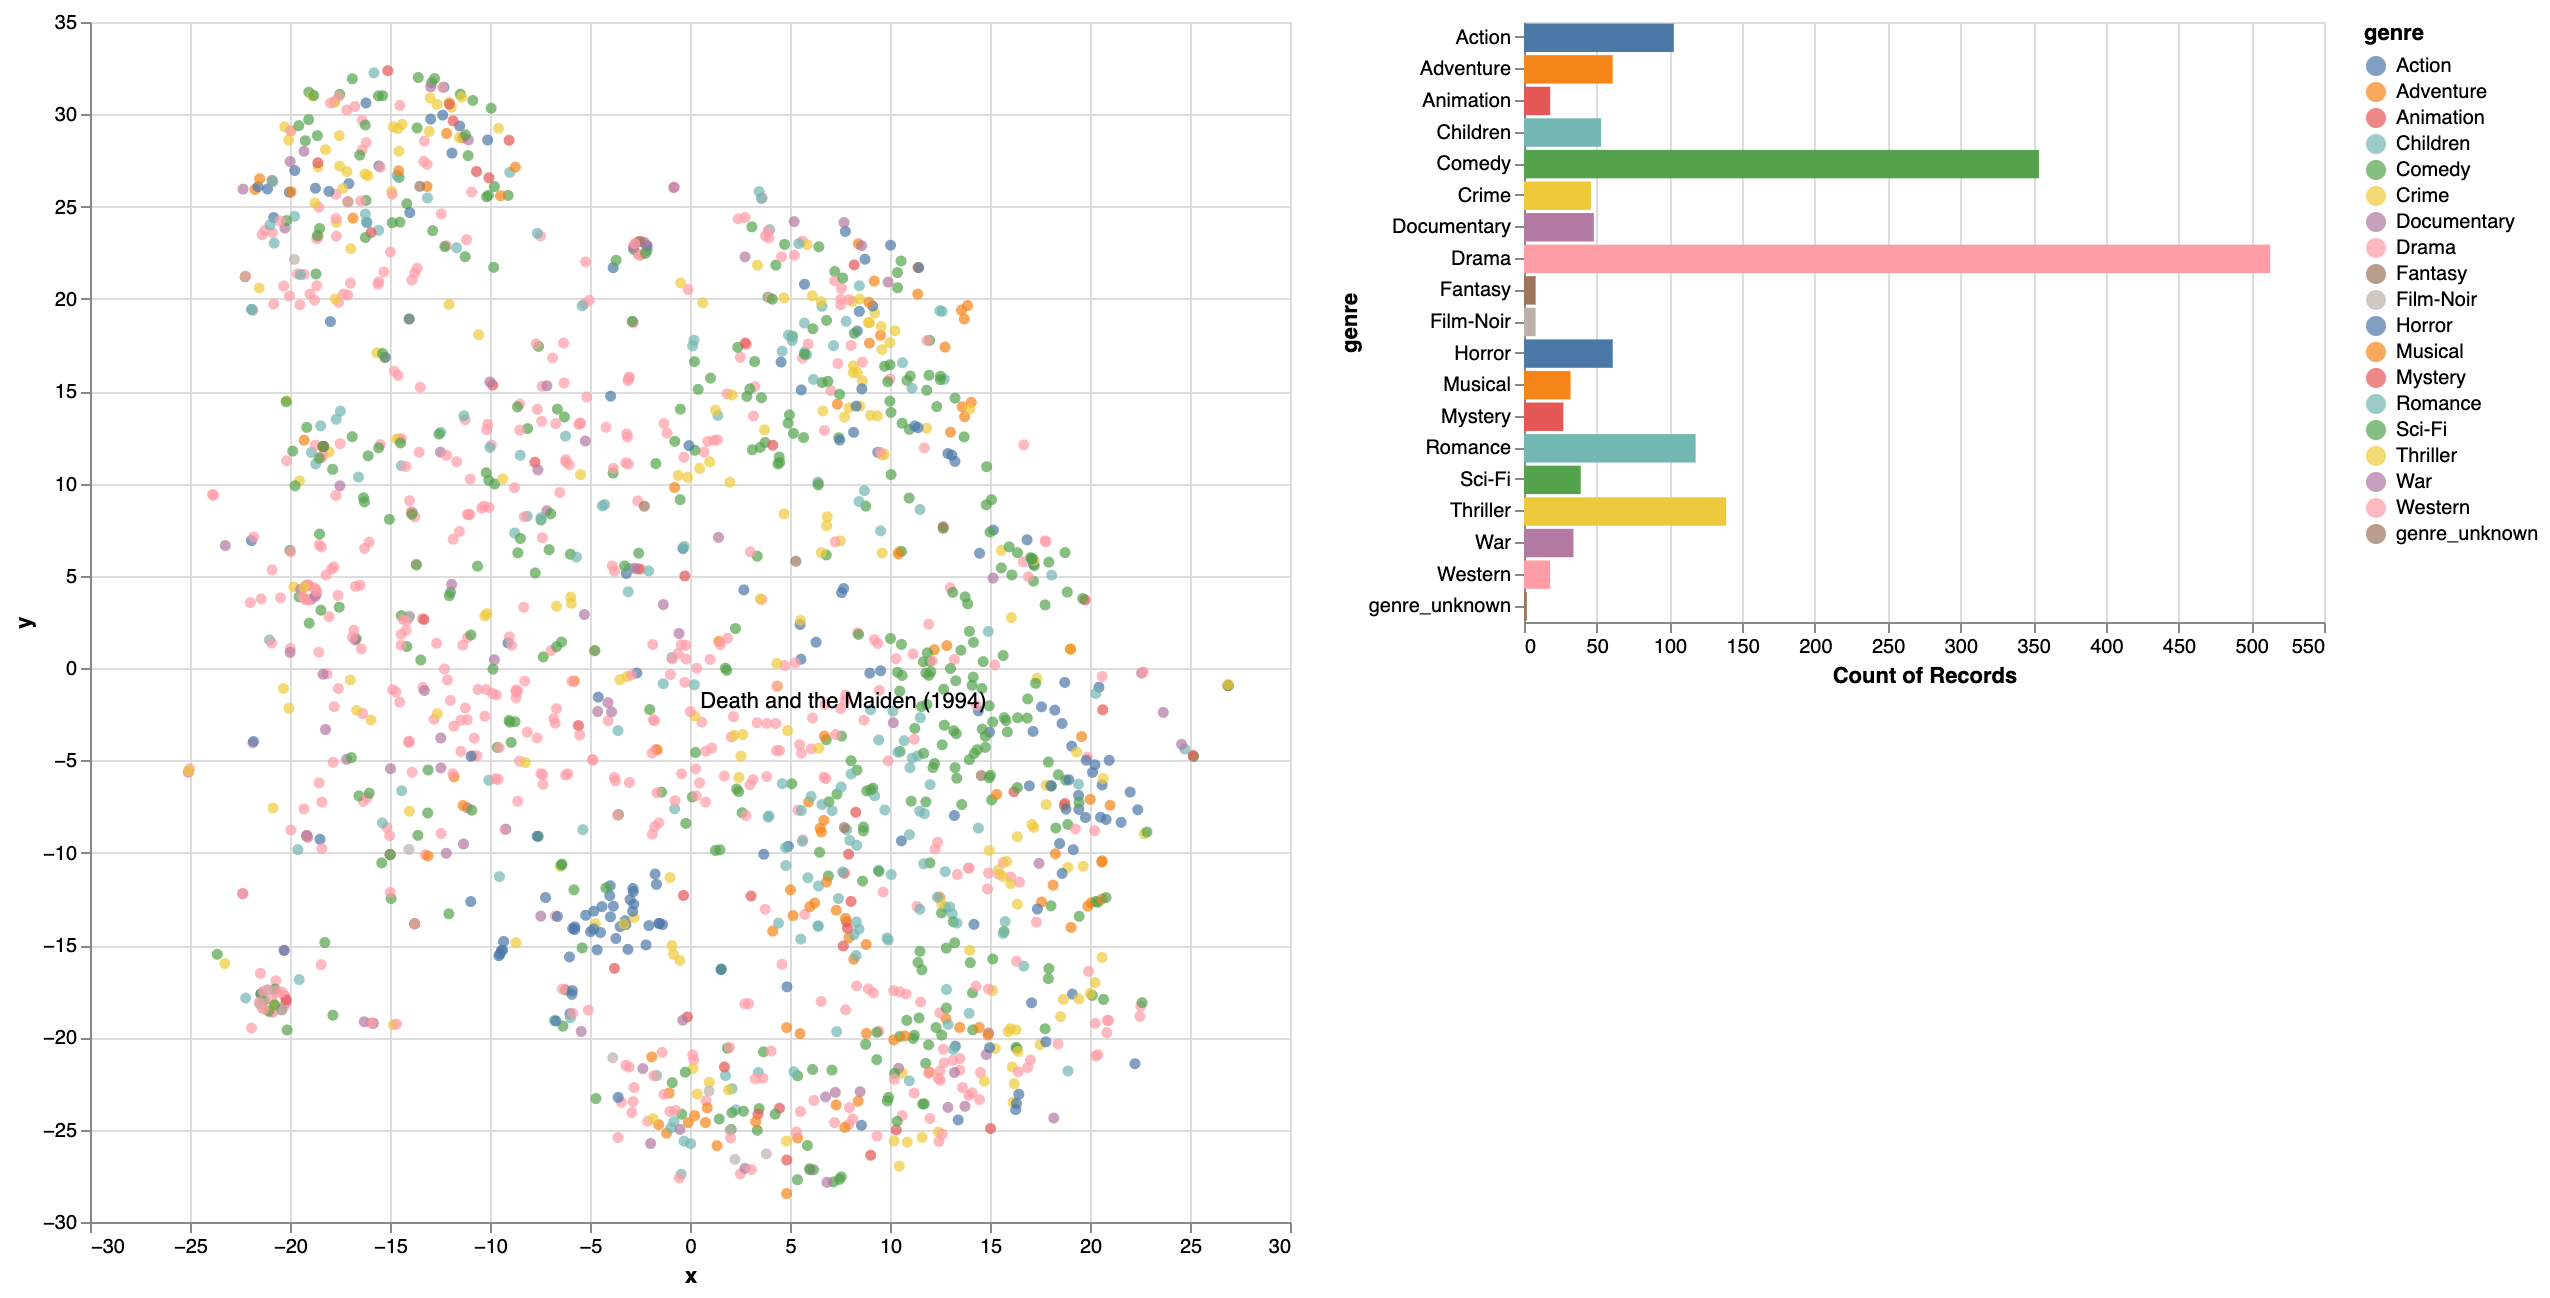 35
30
25
20
15
10
5
0
−5
−10
−15
−20
−25
−30
y
Death and the Maiden (1994)
−30 −25 −20 −15 −10 −5 0 5 10 15 20 25 30
x
Action
Adventure
Animation
Children
Comedy
Crime
Documentary
Drama
Fantasy
Film-Noir
Horror
Musical
Mystery
Romance
Sci-Fi
Thriller
War
Western
genre_unknown
genre
0 50 100 150 200 250 300 350 400 450 500 550
Count of Records
genre
Action
Adventure
Animation
Children
Comedy
Crime
Documentary
Drama
Fantasy
Film-Noir
Horror
Musical
Mystery
Romance
Sci-Fi
Thriller
War
Western
genre_unknown